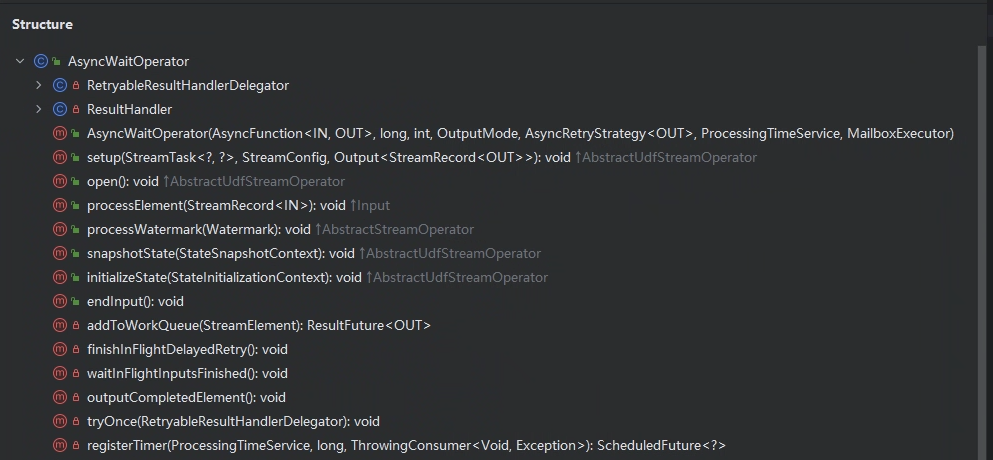 Structure
AsyncWaitOperator
RetryableResultHandlerDelegator
ResultHandler
AsyncWaitOperator(AsyncFunction<IN, OUT>, long, int, OutputMode, AsyncRetryStrategy<OUT>, ProcessingTimeService, MailboxExecutor)
setup(StreamTask<?, ?>, StreamConfig, Output<StreamRecord<OUT>>): void ↑AbstractUdfStreamOperator
open(): void ↑AbstractUdfStreamOperator
processElement(StreamRecord<IN>): void ↑Input
processWatermark(Watermark): void ↑AbstractStreamOperator
snapshotState(StateSnapshotContext): void ↑AbstractUdfStreamOperator
initializeState(StateInitializationContext): void ↑AbstractUdfStreamOperator
endInput(): void
addToWorkQueue(StreamElement): ResultFuture<OUT>
finishInFlightDelayedRetry(): void
waitInFlightInputsFinished(): void
outputCompletedElement(): void
tryOnce(RetryableResultHandlerDelegator): void
registerTimer(ProcessingTimeService, long, ThrowingConsumer<Void, Exception>): ScheduledFuture<?>